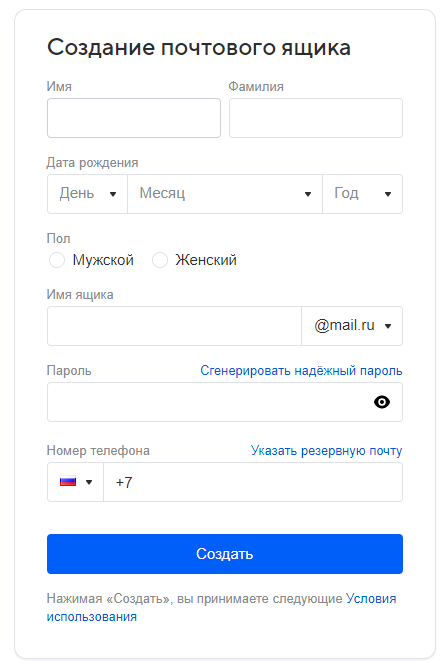 Создание почтового ящика
Имя Фамилия
Дата рождения
День Месяц Год
Пол
Мужской Женский
Имя ящика
@mail.ru
Пароль Сгенерировать надёжный пароль
Номер телефона Указать резервную почту
+7
Создать
Нажимая «Создать», вы принимаете следующие Условия
использования